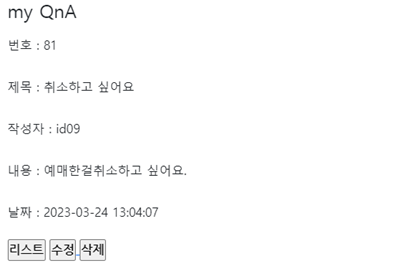 my QnA
번호 : 81
제목 : 취소하고 싶어요
작성자 : id09
내용 : 예매한걸취소하고 싶어요.
날짜 : 2023-03-24 13:04:07
리스트 수정 삭제